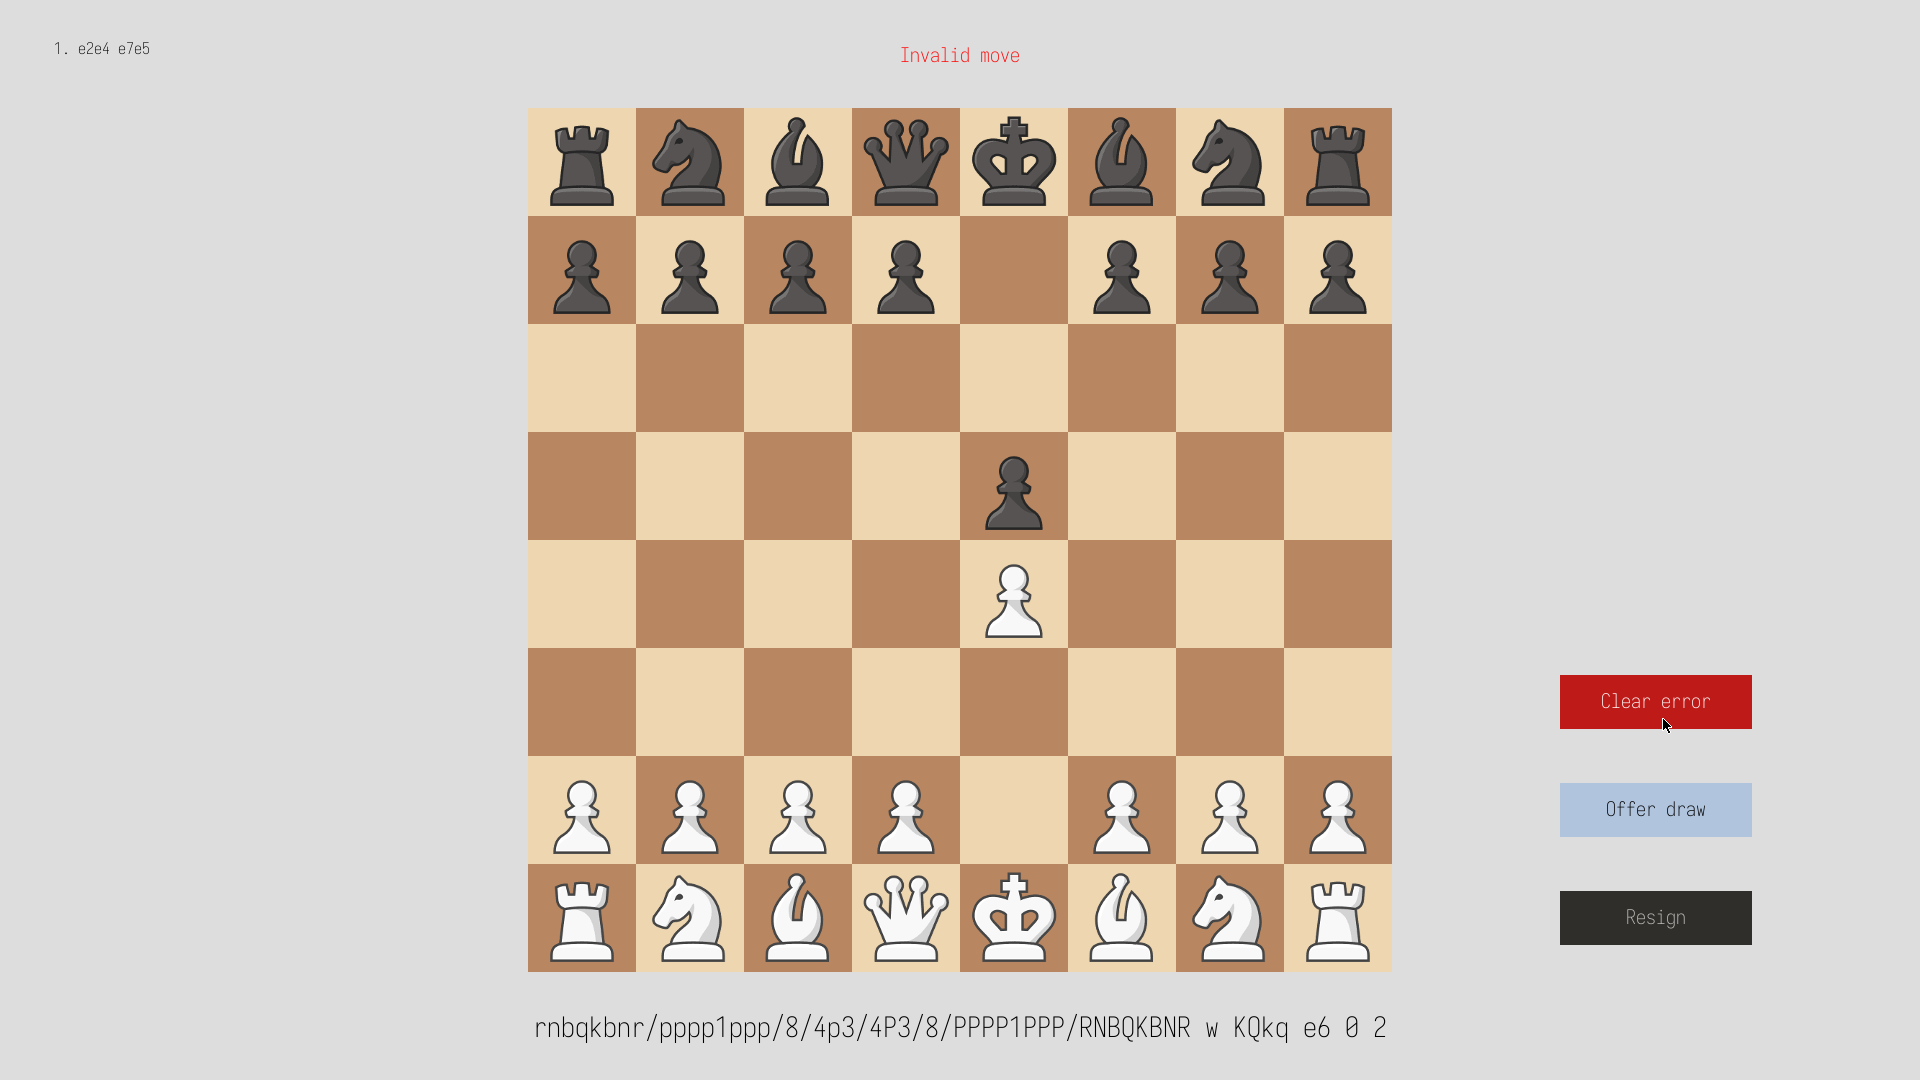 1. e2e4 e7e5
Invalid move
Clear error
Offer draw
Resign
rnbqkbnr/pppp1ppp/8/4p3/4P3/8/PPPP1PPP/RNBQKBNR w KQkq e6 0 2